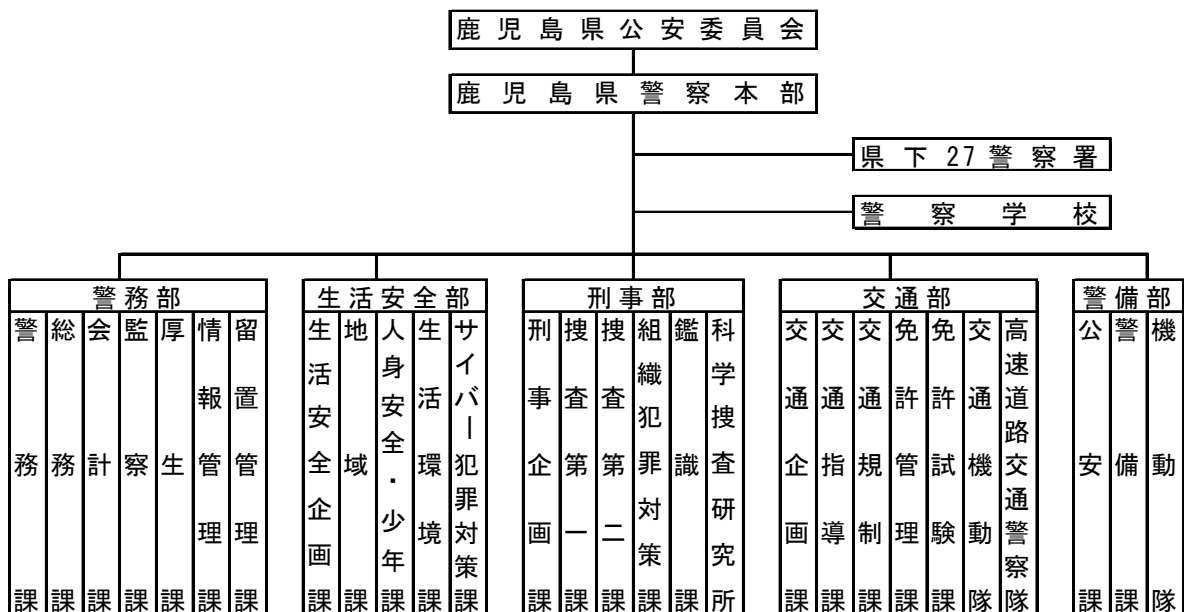 鹿児島県公安委員会
鹿児島県警察本部
県下27警察署
警察学校
警務部
警務課
総務課
会計課
監察課
厚生課
情報管理課
留置管理課
生活安全部
生活安全企画課
地域課
人身安全・少年課
生活環境課
サイバー犯罪対策課
刑事部
刑事企画課
捜査第一課
捜査第二課
組織犯罪対策課
鑑識課
科学捜査研究所
交通部
交通企画課
交通指導課
交通規制課
免許管理課
免許試験課
交通機動隊
高速道路交通警察隊
警備部
公安課
警備課
機動隊